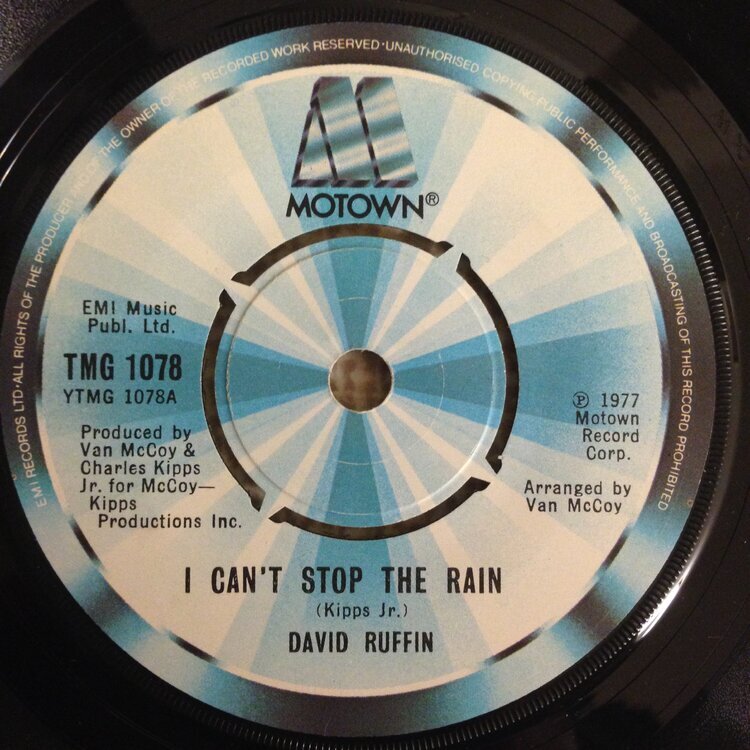 EMI RECORDS LTD·ALL RIGHTS OF THE PRODUCER AND OF THE OWNER OF THE RECORDED WORK RESERVED·UNAUTHORISED COPYING PUBLIC PERFORMANCE AND BROADCASTING OF THIS RECORD PROHIBITED
MOTOWN®
EMI Music
Publ. Ltd.
TMG 1078
YTMG 1078A
Produced by
Van McCoy &
Charles Kipps
Jr. for McCoy—
Kipps
Productions Inc.
℗ 1977
Motown
Record
Corp.
Arranged by
Van McCoy
I CAN'T STOP THE RAIN
(Kipps Jr.)
DAVID RUFFIN